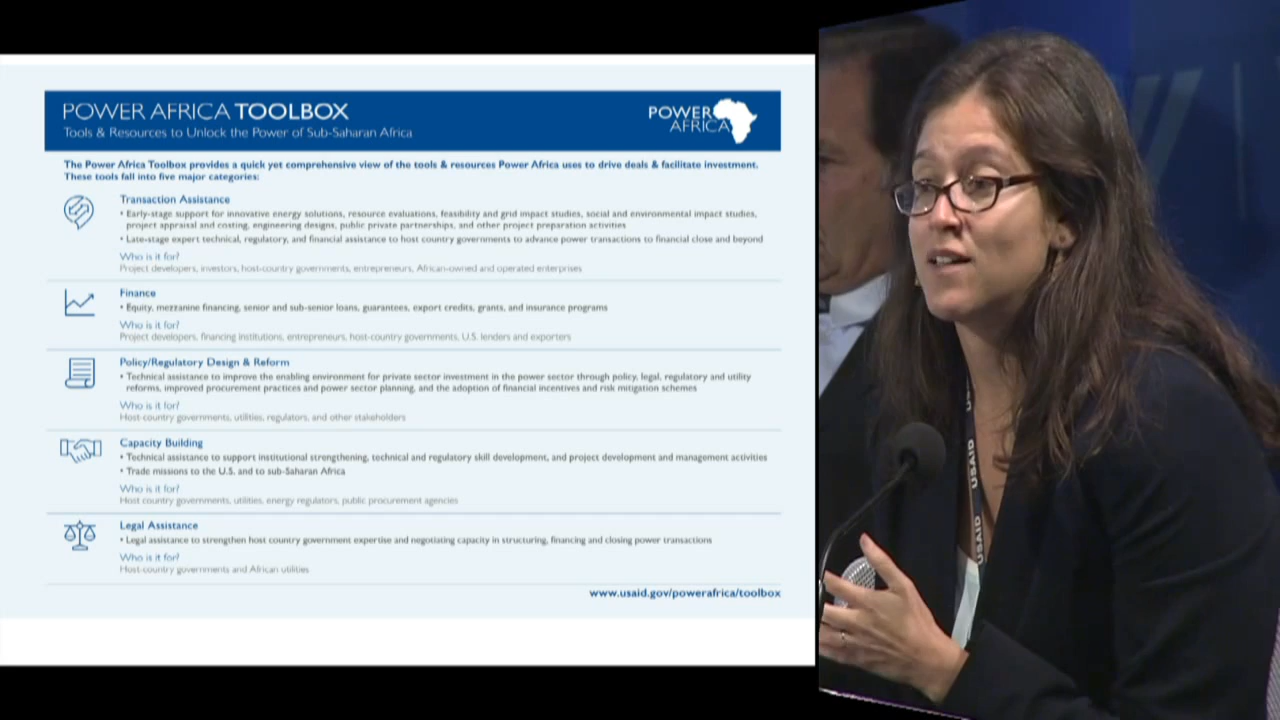 POWER AFRICA TOOLBOX
Tools & Resources to Unlock the Power of Sub-Saharan Africa
POWER
AFRICA
The Power Africa Toolbox provides a quick yet comprehensive view of the tools & resources Power Africa uses to drive deals & facilitate investment.
These tools fall into five major categories:
Transaction Assistance
• Early-stage support for innovative energy solutions, resource evaluations, feasibility and grid impact studies, social and environmental impact studies,
project appraisal and costing, engineering designs, public private partnerships, and other project preparation activities
• Late-stage expert technical, regulatory, and financial assistance to host country governments to advance power transactions to financial close and beyond
Who is it for?
Project developers, investors, host-country governments, entrepreneurs, African-owned and operated enterprises
Finance
• Equity, mezzanine financing, senior and sub-senior loans, guarantees, export credits, grants, and insurance programs
Who is it for?
Project developers, financing institutions, entrepreneurs, host-country governments, U.S. lenders and exporters
Policy/Regulatory Design & Reform
• Technical assistance to improve the enabling environment for private sector investment in the power sector through policy, legal, regulatory and utility
reforms, improved procurement practices and power sector planning, and the adoption of financial incentives and risk mitigation schemes
Who is it for?
Host-country governments, utilities, regulators, and other stakeholders
Capacity Building
• Technical assistance to support institutional strengthening, technical and regulatory skill development, and project development and management activities
• Trade missions to the U.S. and to sub-Saharan Africa
Who is it for?
Host country governments, utilities, energy regulators, public procurement agencies
Legal Assistance
• Legal assistance to strengthen host country government expertise and negotiating capacity in structuring, financing and closing power transactions
Who is it for?
Host-country governments and African utilities
www.usaid.gov/powerafrica/toolbox
USAID
USAID